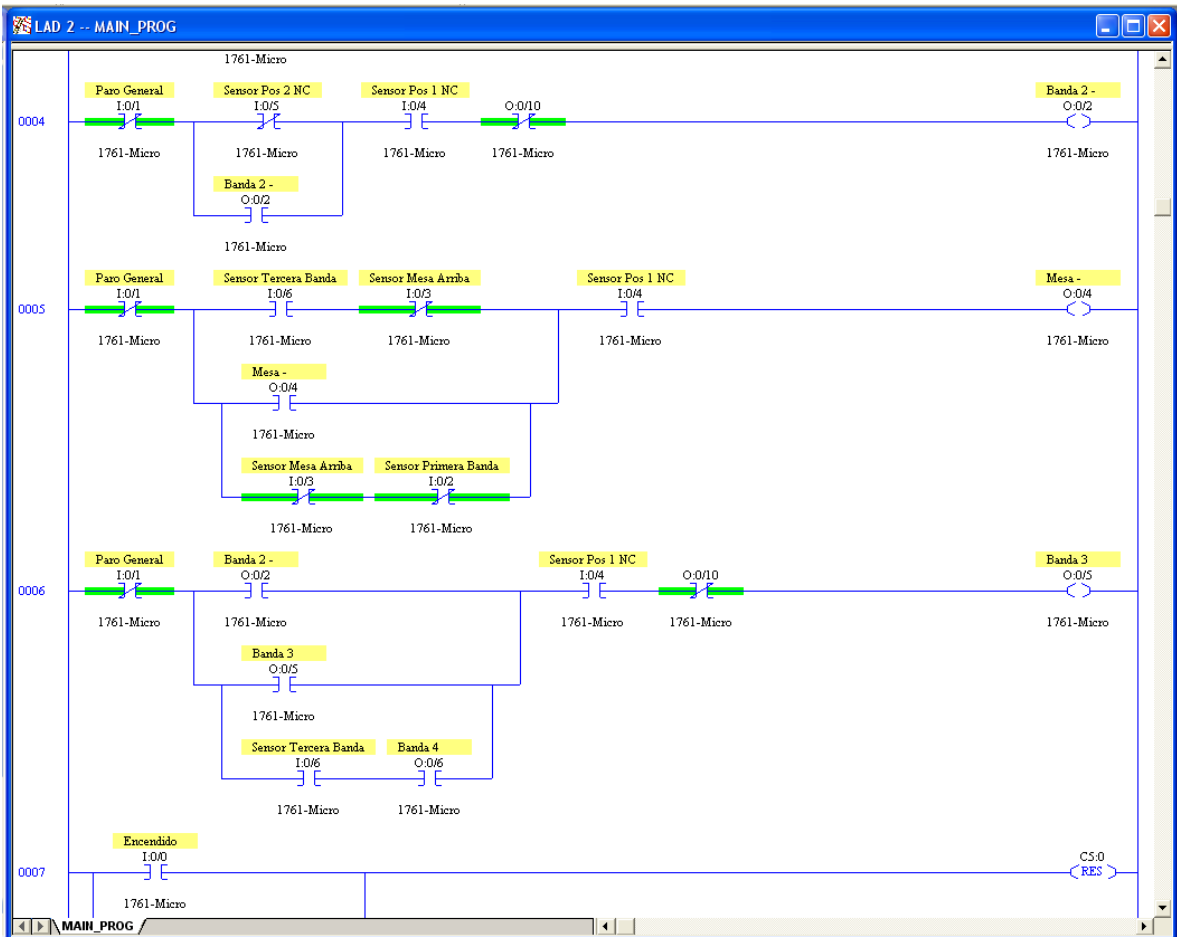 LAD 2 -- MAIN_PROG
1761-Micro
Paro General Sensor Pos 2 NC Sensor Pos 1 NC Banda 2 -
I:0/1 I:0/5 I:0/4 O:0/10 O:0/2
0004
1761-Micro 1761-Micro 1761-Micro 1761-Micro 1761-Micro
Banda 2 -
O:0/2
1761-Micro
Paro General Sensor Tercera Banda Sensor Mesa Arriba Sensor Pos 1 NC Mesa -
I:0/1 I:0/6 I:0/3 I:0/4 O:0/4
0005
1761-Micro 1761-Micro 1761-Micro 1761-Micro 1761-Micro
Mesa -
O:0/4
1761-Micro
Sensor Mesa Arriba Sensor Primera Banda
I:0/3 I:0/2
1761-Micro 1761-Micro
Paro General Banda 2 - Sensor Pos 1 NC Banda 3
I:0/1 O:0/2 I:0/4 O:0/10 O:0/5
0006
1761-Micro 1761-Micro 1761-Micro 1761-Micro 1761-Micro
Banda 3
O:0/5
1761-Micro
Sensor Tercera Banda Banda 4
I:0/6 O:0/6
1761-Micro 1761-Micro
Encendido
I:0/0 C5:0
0007 RES
1761-Micro
MAIN_PROG